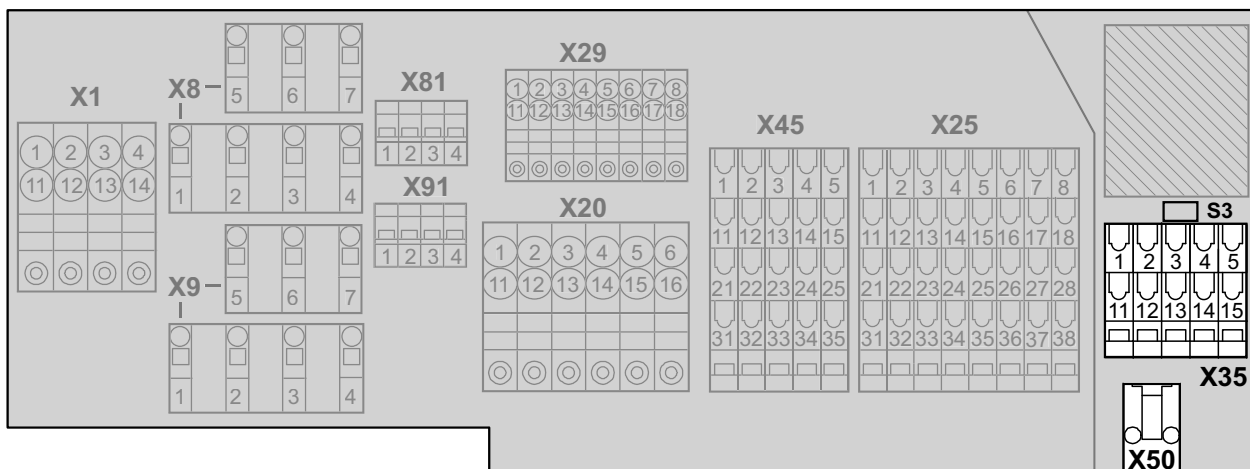 X1
1 2 3 4
11 12 13 14
X8
5 6 7
1 2 3 4
X9
5 6 7
1 2 3 4
X81
1 2 3 4
X91
1 2 3 4
X29
1 2 3 4 5 6 7 8
11 12 13 14 15 16 17 18
X20
1 2 3 4 5 6
11 12 13 14 15 16
X45
1 2 3 4 5
11 12 13 14 15
21 22 23 24 25
31 32 33 34 35
X25
1 2 3 4 5 6 7 8
11 12 13 14 15 16 17 18
21 22 23 24 25 26 27 28
31 32 33 34 35 36 37 38
S3
1 2 3 4 5
11 12 13 14 15
X35
X50